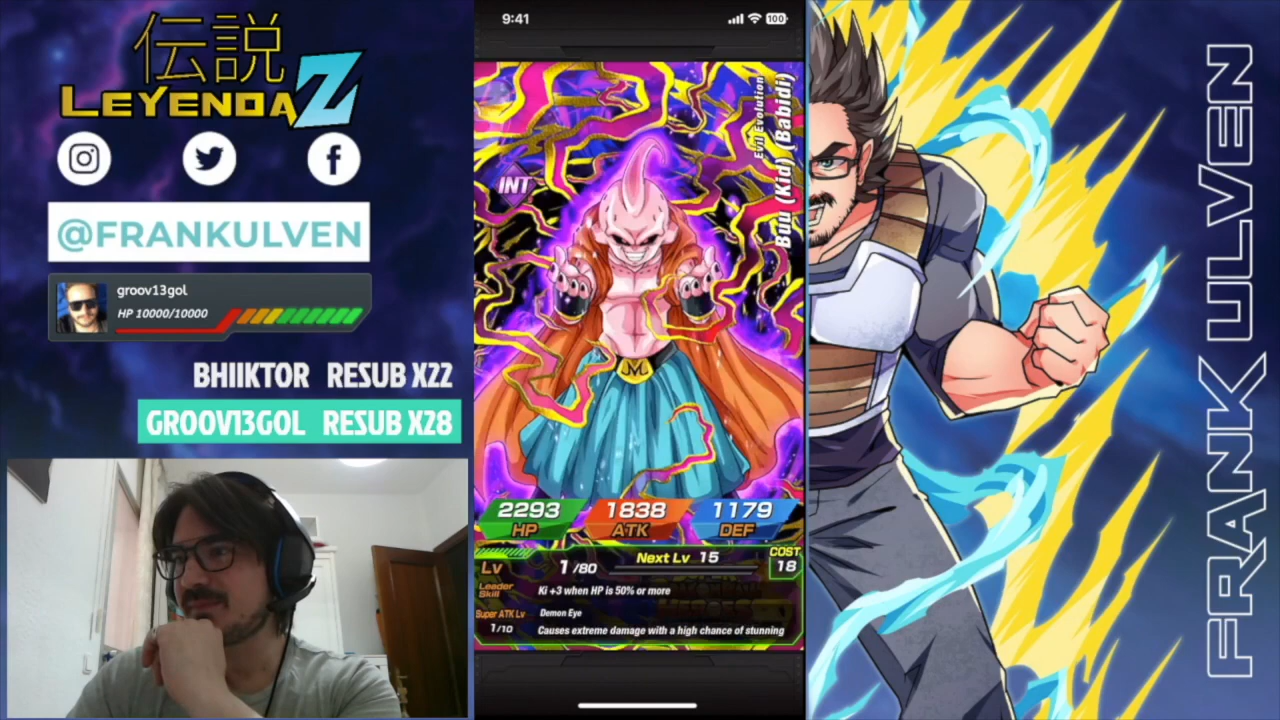 伝説
LEYENDA Z
@FRANKULVEN
groov13gol
HP 10000/10000
BHIIKTOR RESUB X22
GROOV13GOL RESUB X28
9:41
100
INT
Evil Evolution
Buu (Kid) (Babidi)
M
2293
HP
1838
ATK
1179
DEF
Lv 1/80
Next Lv 15
COST
18
Leader
Skill
Ki +3 when HP is 50% or more
Super ATK Lv
1/10
Demon Eye
Causes extreme damage with a high chance of stunning
FRANK ULVEN